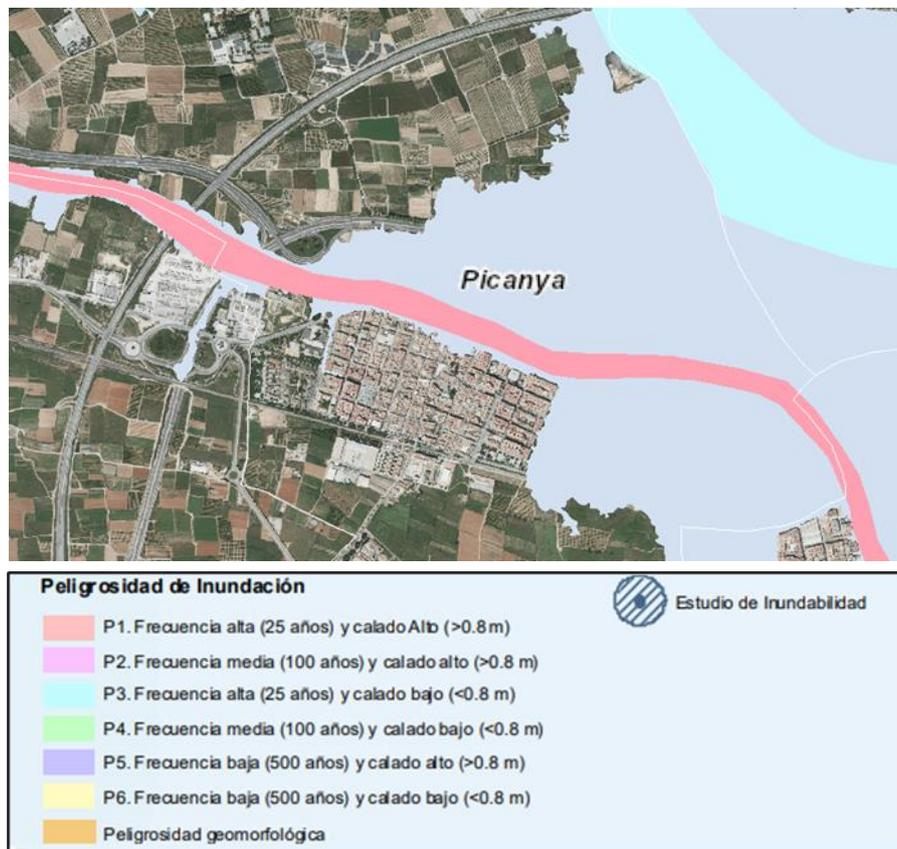 Picanya
Peligrosidad de Inundación
Estudio de Inundabilidad
P1. Frecuencia alta (25 años) y calado Alto (>0.8 m)
P2. Frecuencia media (100 años) y calado alto (>0.8 m)
P3. Frecuencia alta (25 años) y calado bajo (<0.8 m)
P4. Frecuencia media (100 años) y calado bajo (<0.8 m)
P5. Frecuencia baja (500 años) y calado alto (>0.8 m)
P6. Frecuencia baja (500 años) y calado bajo (<0.8 m)
Peligrosidad geomorfológica